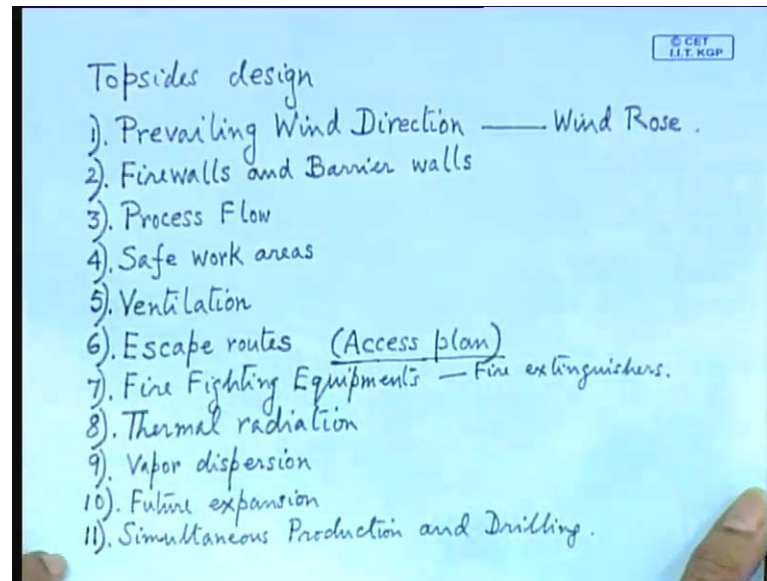 © CET
I.I.T. KGP
Topsides design
1). Prevailing Wind Direction —— Wind Rose.
2). Firewalls and Barrier walls
3). Process Flow
4). Safe work areas
5). Ventilation
6). Escape routes (Access plan)
7). Fire Fighting Equipments — Fire extinguishers.
8). Thermal radiation
9). Vapor dispersion
10). Future expansion
11). Simultaneous Production and Drilling.